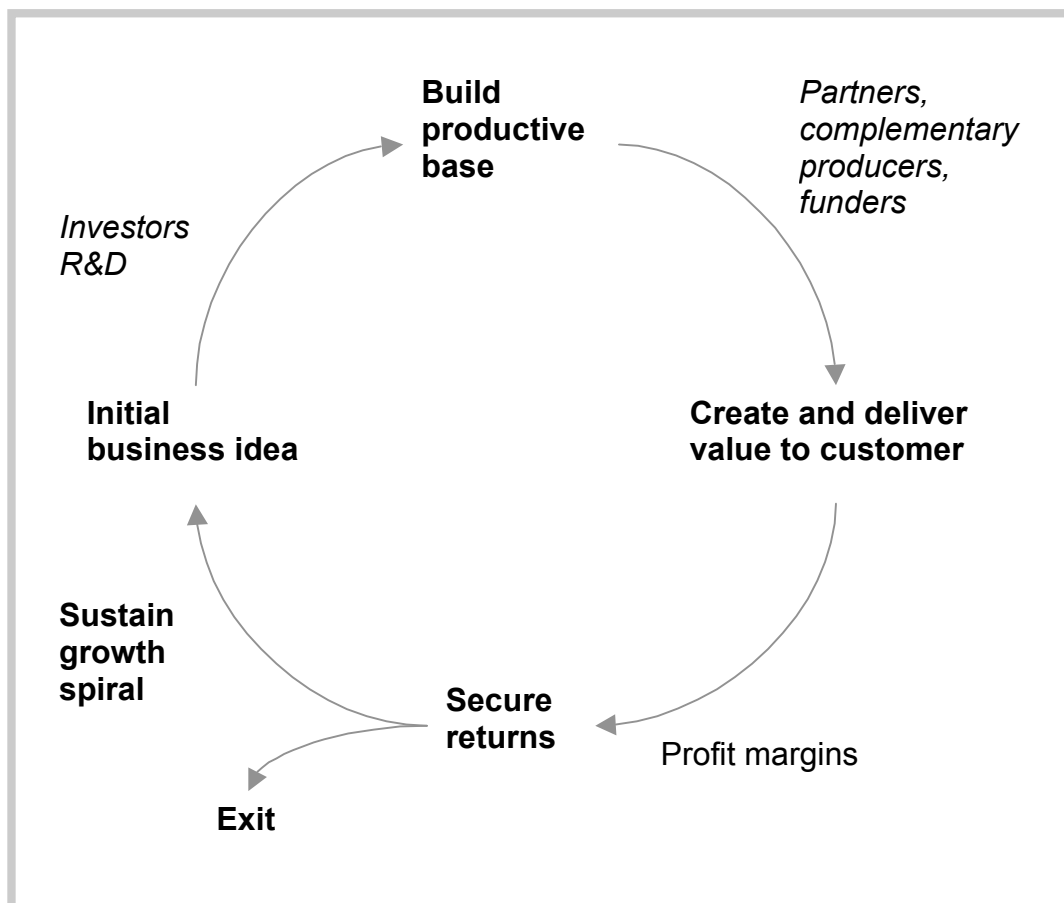 Build
productive
base
Partners,
complementary
producers,
funders
Investors
R&D
Initial
business idea
Create and deliver
value to customer
Sustain
growth
spiral
Secure
returns
Profit margins
Exit